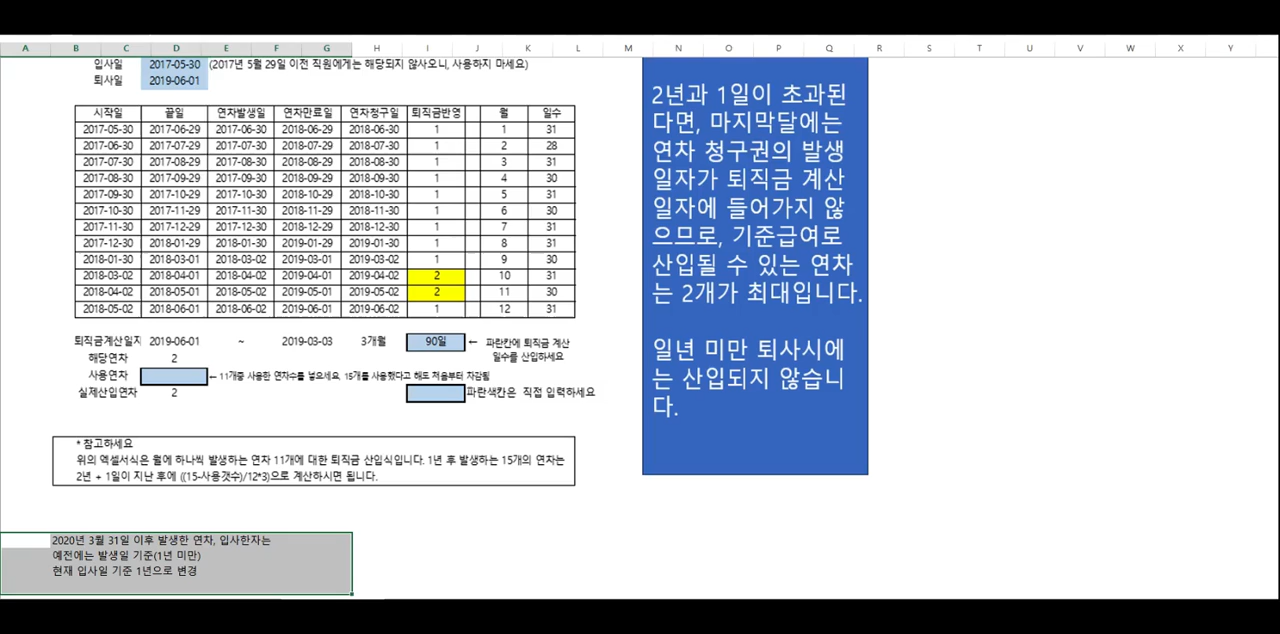 A B C D E F G H I J K L M N O P Q R S T U V W X Y
입사일 2017-05-30 (2017년 5월 29일 이전 직원에게는 해당되지 않사오니, 사용하지 마세요)
퇴사일 2019-06-01
시작일 끝일 연차발생일 연차만료일 연차청구일 퇴직금반영 월 일수
2017-05-30 2017-06-29 2017-06-30 2018-06-29 2018-06-30 1 1 31
2017-06-30 2017-07-29 2017-07-30 2018-07-29 2018-07-30 1 2 28
2017-07-30 2017-08-29 2017-08-30 2018-08-29 2018-08-30 1 3 31
2017-08-30 2017-09-29 2017-09-30 2018-09-29 2018-09-30 1 4 30
2017-09-30 2017-10-29 2017-10-30 2018-10-29 2018-10-30 1 5 31
2017-10-30 2017-11-29 2017-11-30 2018-11-29 2018-11-30 1 6 30
2017-11-30 2017-12-29 2017-12-30 2018-12-29 2018-12-30 1 7 31
2017-12-30 2018-01-29 2018-01-30 2019-01-29 2019-01-30 1 8 31
2018-01-30 2018-03-01 2018-03-02 2019-03-01 2019-03-02 1 9 30
2018-03-02 2018-04-01 2018-04-02 2019-04-01 2019-04-02 2 10 31
2018-04-02 2018-05-01 2018-05-02 2019-05-01 2019-05-02 2 11 30
2018-05-02 2018-06-01 2018-06-02 2019-06-01 2019-06-02 1 12 31
퇴직금계산일자 2019-06-01 ~ 2019-03-03 3개월 90일 ← 파란칸에 퇴직금 계산
일수를 산입하세요
해당연차 2
사용연차 ← 11개중 사용한 연차수를 넣으세요. 15개를 사용했다고 해도 처음부터 차감됨
실제산입연차 2 파란색칸은 직접 입력하세요
* 참고하세요
위의 엑셀서식은 월에 하나씩 발생하는 연차 11개에 대한 퇴직금 산입식입니다. 1년 후 발생하는 15개의 연차는
2년 + 1일이 지난 후에 ((15-사용갯수)/12*3)으로 계산하시면 됩니다.
2020년 3월 31일 이후 발생한 연차, 입사한자는
예전에는 발생일 기준(1년 미만)
현재 입사일 기준 1년으로 변경
2년과 1일이 초과된
다면, 마지막달에는
연차 청구권의 발생
일자가 퇴직금 계산
일자에 들어가지 않
으므로, 기준급여로
산입될 수 있는 연차
는 2개가 최대입니다.
일년 미만 퇴사시에
는 산입되지 않습니
다.